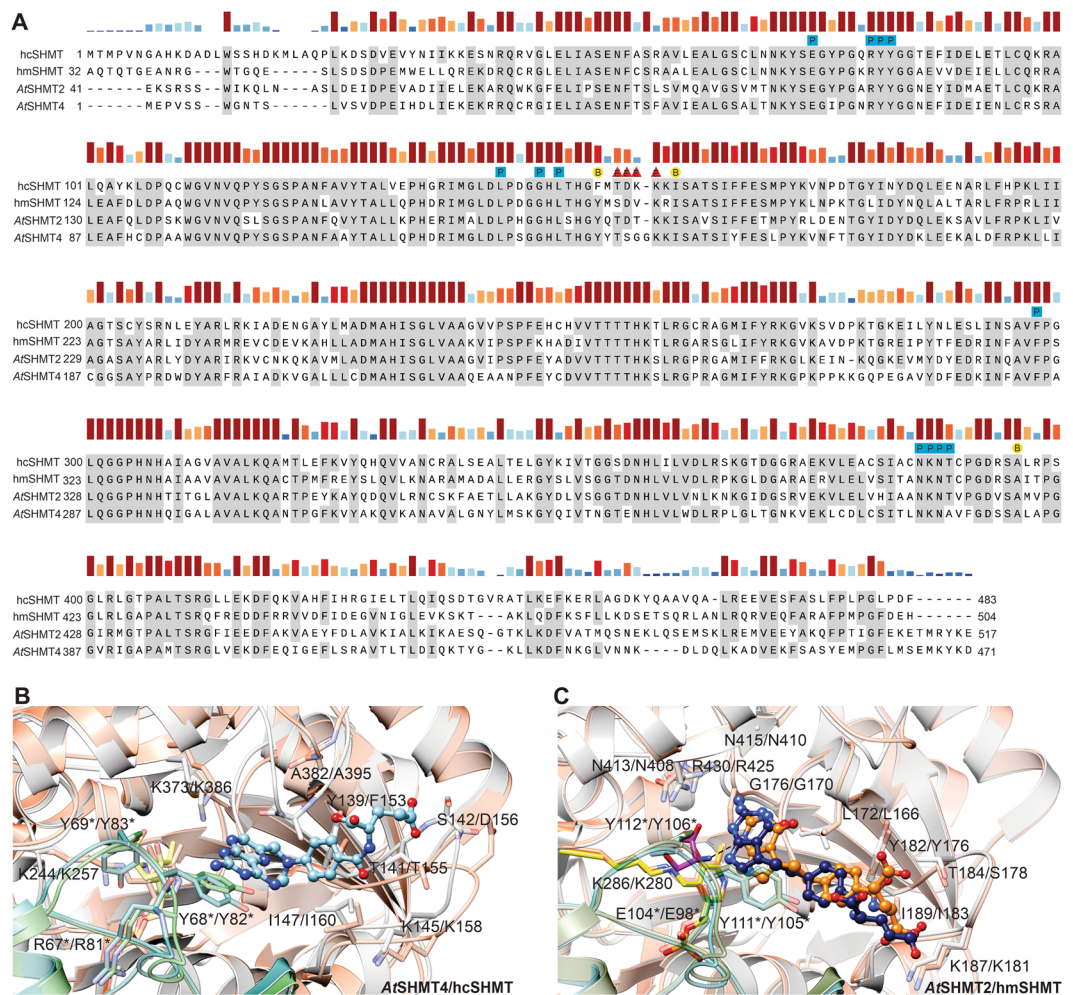 A
hcSHMT 1 MTMPVNGAHKDADLWSSHDKMLAQPLKDSDVEVYNIIKKESNRQRVGLELIASENFASRAVLEALGSCLNNKYSEGYPGQRYYGGTEFIDELETLCQKRA
hmSHMT 32 AQTQTGEANRG---WTGQE-----SLSDSDPEMWELLQREKDRQCRGLELIASENFCSRAALEALGSCLNNKYSEGYPGKRYYGGAEVVDEIELLCQRRA
AtSHMT2 41 -----EKSRSS---WIKQLN---ASLDEIDPEVADIIELEKARQWKGFELIPSENFTSLSVMQAVGSVMTNKYSEGYPGARYYGGNEYIDMAETLCQKRA
AtSHMT4 1 -----MEPVSS---WGNTS-----LVSVDPEIHDLIEKEKRRQCRGIELIASENFTSFAVIEALGSALTNKYSEGIPGNRYYGGNEFIDEIENLCRSRA
P PPP
P P P B E E E E B
hcSHMT 101 LQAYKLDPQCWGVNVQPYSGSPANFAVYTALVEPHGRIMGLDLPDGGHLTHGFMTDK-KKISATSIFFESMPYKVNPDTGYINYDQLEENARLFHPKLII
hmSHMT 124 LEAFDLDPAQWGVNVQPYSGSPANLAVYTALLQPHDRIMGLDLPDGGHLTHGYMSDV-KRISATSIFFESMPYKLNPKTGLIDYNQLALTARLFRPRLII
AtSHMT2 130 LEAFQLDPSKWGVNVQSLSGSPANFQVYTALLKPHERIMALDLPHGGHLSHGYQTDT-KKISAVSIFFETMPYRLDENTGYIDYDQLEKSAVLFRPKLIV
AtSHMT4 87 LEAFHCDPAAWGVNVQPYSGSPANFAAYTALLQPHDRIMGLDLPSGGHLTHGYYTSGGKKISATSIYFESLPYKVNFTTGYIDYDKLEEKALDFRPKLLI
P
hcSHMT 200 AGTSCYSRNLEYARLRKIADENGAYLMADMAHISGLVAAGVVPSPFEHCHVVTTTTHKTLRGCRAGMIFYRKGVKSVDPKTGKEILYNLESLINSAVFPG
hmSHMT 223 AGTSAYARLIDYARMREVCDEVKAHLLADMAHISGLVAAKVIPSPFKHADIVTTTTHKTLRGARSGLIFYRKGVKAVDPKTGREIPYTFEDRINFAVFPS
AtSHMT2 229 AGASAYARLYDYARIRKVCNKQKAVMLADMAHISGLVAAGVIPSPFEYADVVTTTTHKSLRGPRGAMIFFRKGLKEIN-KQGKEVMYDYEDRINQAVFPG
AtSHMT4 187 CGGSAYPRDWDYARFRAIADKVGALLLCDMAHISGLVAAQEAANPFEYCDVVTTTTHKSLRGPRAGMIFYRKGPKPPKKGQPEGAVYDFEDKINFAVFPA
PPPP B
hcSHMT 300 LQGGPHNHAIAGVAVALKQAMTLEFKVYQHQVVANCRALSEALTELGYKIVTGGSDNHLILVDLRSKGTDGGRAEKVLEACSIACNKNTCPGDRSALRPS
hmSHMT 323 LQGGPHNHAIAAVAVALKQACTPMFREYSLQVLKNARAMADALLERGYSLVSGGTDNHLVLVDLRPKGLDGARAERVLELVSITANKNTCPGDRSAITPG
AtSHMT2 328 LQGGPHNHTITGLAVALKQARTPEYKAYQDQVLRNCSKFAETLLAKGYDLVSGGTDNHLVLVNLKNKGIDGSRVEKVLELVHIAANKNTVPGDVSAMVPG
AtSHMT4 287 LQGGPHNHQIGALAVALKQANTPGFKVYAKQVKANAVALGNYLMSKGYQIVTNGTENHLVLWDLRPLGLTGNKVEKLCDLCSITLNKNAVFGDSSALAPG
hcSHMT 400 GLRLGTPALTSRGLLEKDFQKVAHFIHRGIELTLQIQSDTGVRATLKEFKERLAGDKYQAAVQA-LREEVESFASLFPLPGLPDF------ 483
hmSHMT 423 GLRLGAPALTSRQFREDDFRRVVDFIDEGVNIGLEVKSKT---AKLQDFKSFLLKDSETSQRLANLRQRVEQFARAFPMPGFDEH------ 504
AtSHMT2 428 GIRMGTPALTSRGFIEEDFAKVAEYFDLAVKIALKIKAESQG-TKLKDFVATMQSNEKLQSEMSKLREMVEEYAKQFPTIGFEKETMRYKE 517
AtSHMT4 387 GVRIGAPAMTSRGLVEKDFEQIGEFLSRAVTLTLDIQKTYG--KLLKDFNKGLVNNK----DLDQLKADVEKFSASYEMPGFLMSEMKYKD 471
B
A382/A395
K373/K386
Y139/F153
Y69*/Y83*
S142/D156
K244/K257
T141/T155
Y68*/Y82*
I147/I160
K145/K158
R67*/R81*
AtSHMT4/hcSHMT
C
N415/N410
N413/N408
R430/R425
G176/G170
Y112*/Y106*
L172/L166
Y182/Y176
T184/S178
K286/K280
E104*/E98*
Y111*/Y105*
I189/I183
K187/K181
AtSHMT2/hmSHMT